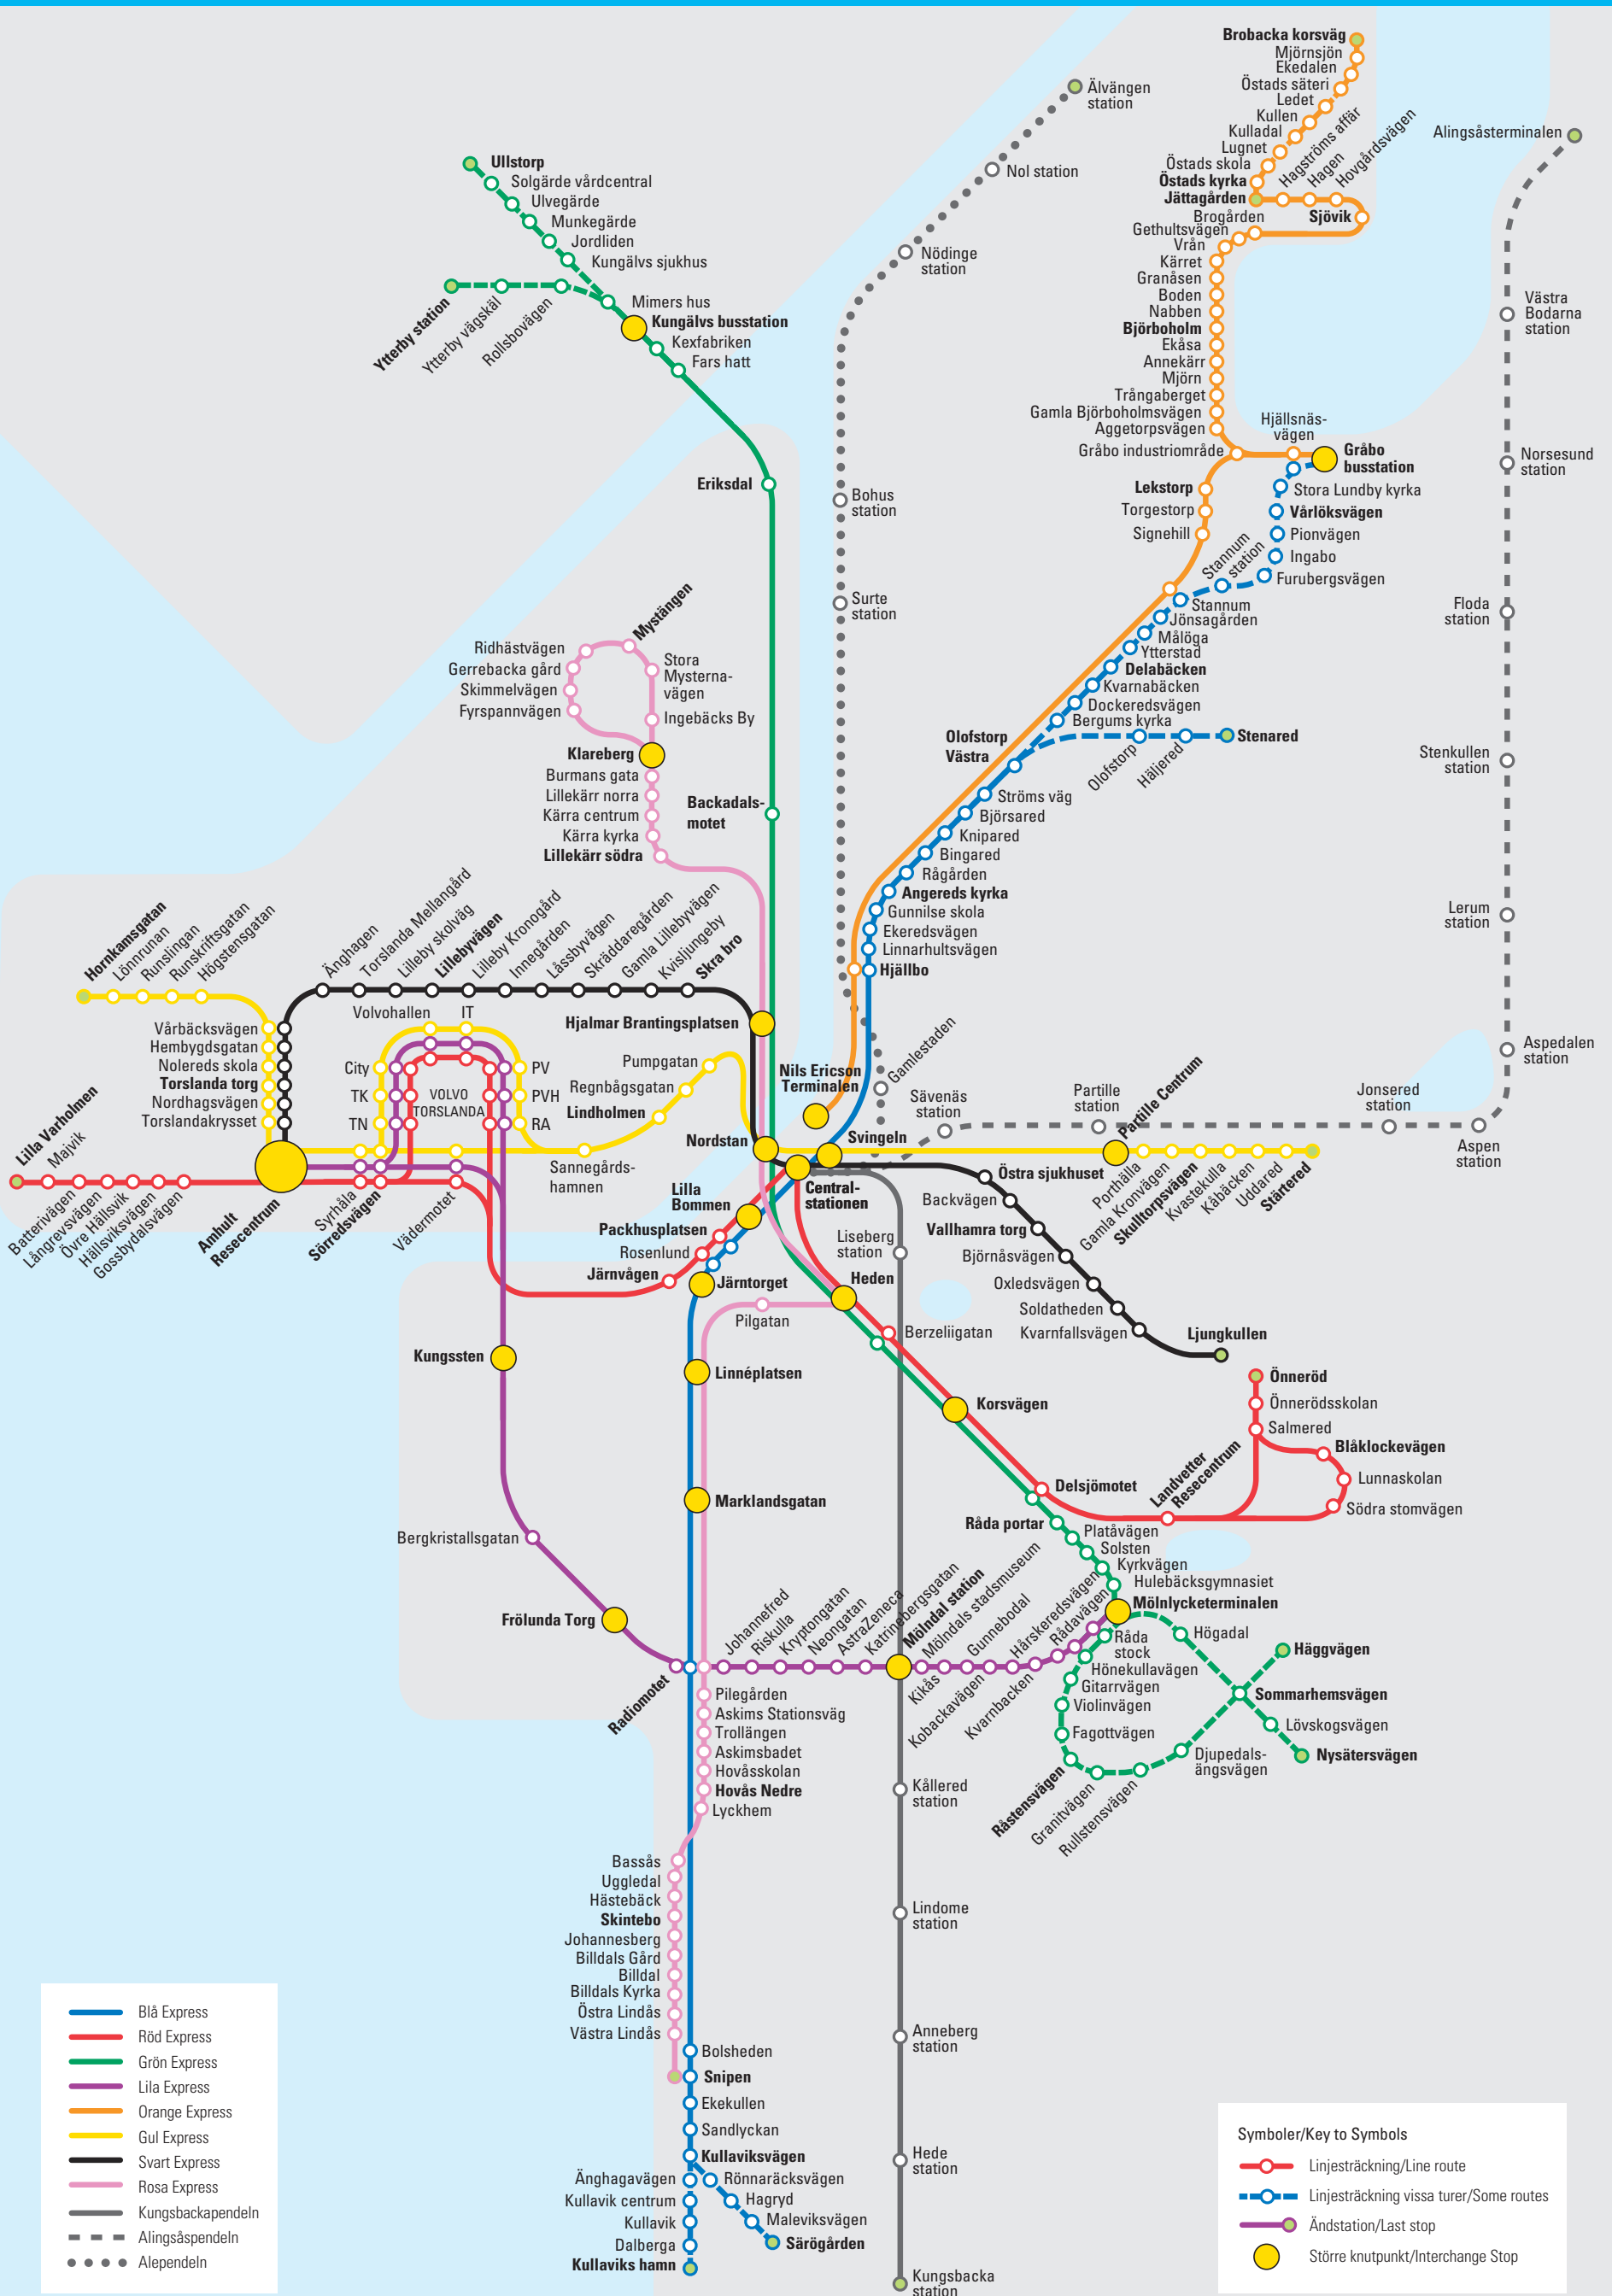 Brobacka korsväg
Mjörnsjön
Ekedalen
Östads säteri
Ledet
Kullen
Kulladal
Lugnet
Östads skola
Östads kyrka
Jättagården
Hagströms affär
Hagen
Hovgårdsvägen
Sjövik
Brogården
Gethultsvägen
Vrån
Kärret
Granåsen
Boden
Nabben
Björboholm
Ekåsa
Annekärr
Mjörn
Trångaberget
Gamla Björboholmsvägen
Aggetorpsvägen
Gråbo industriområde
Hjällsnäs-
vägen
Gråbo
busstation
Lekstorp
Torgestorp
Signehill
Stora Lundby kyrka
Vårlöksvägen
Pionvägen
Ingabo
Furubergsvägen
Stannum
station
Stannum
Jönsagården
Målöga
Ytterstad
Delabäcken
Kvarnabäcken
Dockeredsvägen
Bergums kyrka
Olofstorp
Häljered
Stenared
Olofstorp
Västra
Ströms väg
Björsared
Knipared
Bingared
Rågården
Angereds kyrka
Gunnilse skola
Ekeredsvägen
Linnarhultsvägen
Hjällbo
Älvängen
station
Nol station
Nödinge
station
Bohus
station
Surte
station
Gamlestaden
Alingsåsterminalen
Västra
Bodarna
station
Norsesund
station
Floda
station
Stenkullen
station
Lerum
station
Aspedalen
station
Aspen
station
Jonsered
station
Partille
station
Sävenäs
station
Ullstorp
Solgärde vårdcentral
Ulvegärde
Munkegärde
Jordliden
Kungälvs sjukhus
Ytterby station
Ytterby vägskäl
Rollsbovägen
Mimers hus
Kungälvs busstation
Kexfabriken
Fars hatt
Eriksdal
Backadals-
motet
Mystängen
Ridhästvägen
Gerrebacka gård
Skimmelvägen
Fyrspannvägen
Stora
Mysterna-
vägen
Ingebäcks By
Klareberg
Burmans gata
Lillekärr norra
Kärra centrum
Kärra kyrka
Lillekärr södra
Hornkamsgatan
Lönnrunan
Runslingan
Runskriftsgatan
Högstensgatan
Änghagen
Torslanda Mellangård
Lilleby skolväg
Lillebyvägen
Lilleby Kronogård
Innegården
Låssbyvägen
Skräddaregården
Gamla Lillebyvägen
Kvisljungeby
Skra bro
Vårbäcksvägen
Hembygdsgatan
Nolereds skola
Torslanda torg
Nordhagsvägen
Torslandakrysset
Volvohallen
IT
City
TK
TN
VOLVO
TORSLANDA
PV
PVH
RA
Hjalmar Brantingsplatsen
Pumpgatan
Regnbågsgatan
Lindholmen
Sannegårds-
hamnen
Nils Ericson
Terminalen
Nordstan
Svingeln
Central-
stationen
Lilla
Bommen
Packhusplatsen
Rosenlund
Järnvågen
Järntorget
Lilla Varholmen
Majvik
Batterivägen
Långrevsvägen
Övre Hällsvik
Hällsviksvägen
Gossbydalsvägen
Amhult
Resecentrum
Syrhåla
Sörredsvägen
Vädermotet
Partille Centrum
Porthälla
Gamla Kronvägen
Skulltorpsvägen
Kvastekulla
Kåbäcken
Uddared
Stärtered
Östra sjukhuset
Backvägen
Vallhamra torg
Björnåsvägen
Oxledsvägen
Soldatheden
Kvarnfallsvägen
Ljungkullen
Liseberg
station
Heden
Pilgatan
Berzeliigatan
Kungssten
Linnéplatsen
Korsvägen
Marklandsgatan
Delsjömotet
Landvetter
Resecentrum
Önneröd
Önnerödsskolan
Salmered
Blåklockevägen
Lunnaskolan
Södra stomvägen
Bergkristallsgatan
Frölunda Torg
Radiomotet
Johannefred
Riskulla
Kryptongatan
Neongatan
AstraZeneca
Katrinebergsgatan
Mölndal station
Mölndals stadsmuseum
Kikås
Gunnebodal
Kobackavägen
Hårskeredsvägen
Kvarnbacken
Rådavägen
Råda portar
Platåvägen
Solsten
Kyrkvägen
Hulebäcksgymnasiet
Mölnlycketerminalen
Råda
stock
Hönekullavägen
Gitarrvägen
Violinvägen
Fagottvägen
Råstensvägen
Granitvägen
Rullstensvägen
Djupedals-
ängsvägen
Högadal
Häggvägen
Sommarhemsvägen
Lövskogsvägen
Nysätersvägen
Pilegården
Askims Stationsväg
Trollängen
Askimsbadet
Hovåsskolan
Hovås Nedre
Lyckhem
Bassås
Uggledal
Hästebäck
Skintebo
Johannesberg
Billdals Gård
Billdal
Billdals Kyrka
Östra Lindås
Västra Lindås
Bolsheden
Snipen
Ekekullen
Sandlyckan
Kullaviksvägen
Änghagavägen
Kullavik centrum
Kullavik
Dalberga
Kullaviks hamn
Rönnaräcksvägen
Hagryd
Maleviksvägen
Särögården
Kållered
station
Lindome
station
Anneberg
station
Hede
station
Kungsbacka
station
Blå Express
Röd Express
Grön Express
Lila Express
Orange Express
Gul Express
Svart Express
Rosa Express
Kungsbackapendeln
Alingsåspendeln
Alependeln
Symboler/Key to Symbols
Linjesträckning/Line route
Linjesträckning vissa turer/Some routes
Ändstation/Last stop
Större knutpunkt/Interchange Stop